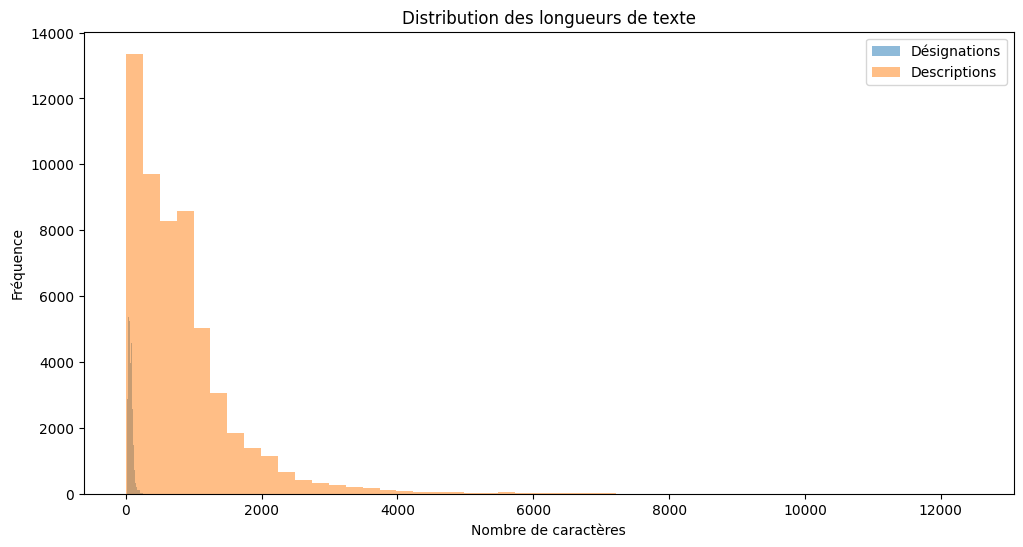 Distribution des longueurs de texte
Désignations
Descriptions
14000
12000
10000
8000
6000
4000
2000
0
Fréquence
0 2000 4000 6000 8000 10000 12000
Nombre de caractères